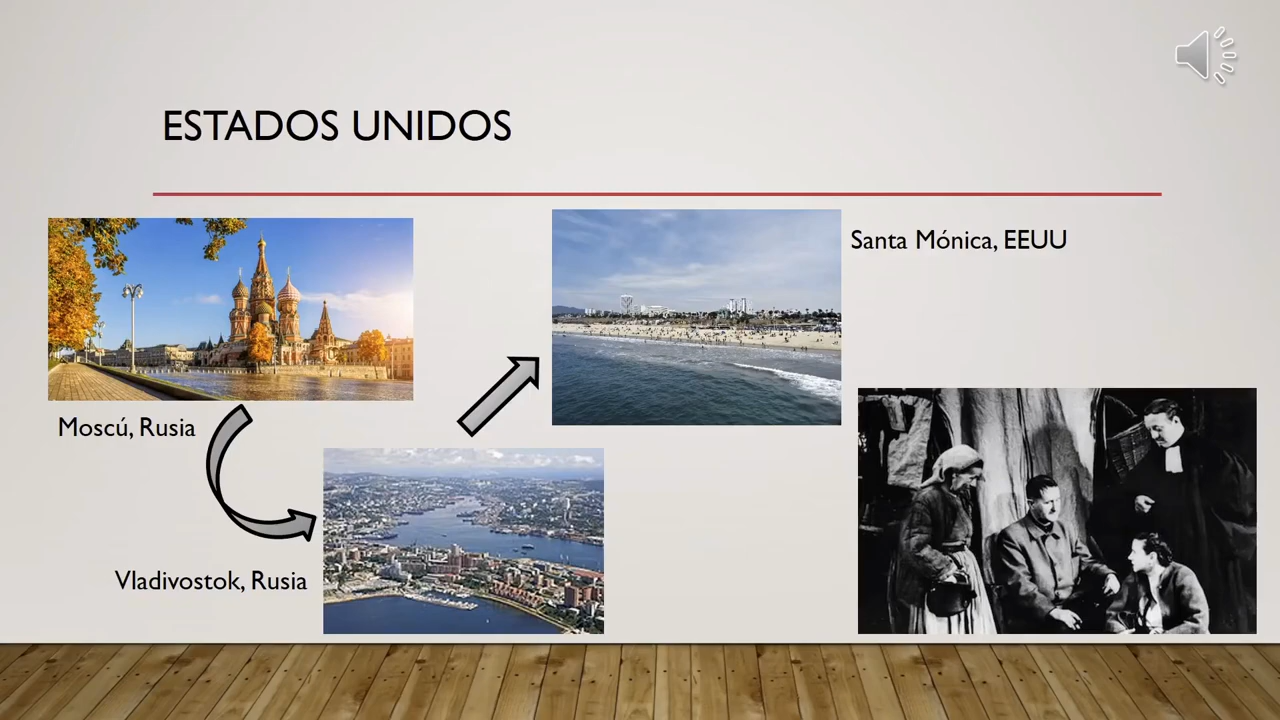 ESTADOS UNIDOS
Santa Mónica, EEUU
Moscú, Rusia
Vladivostok, Rusia